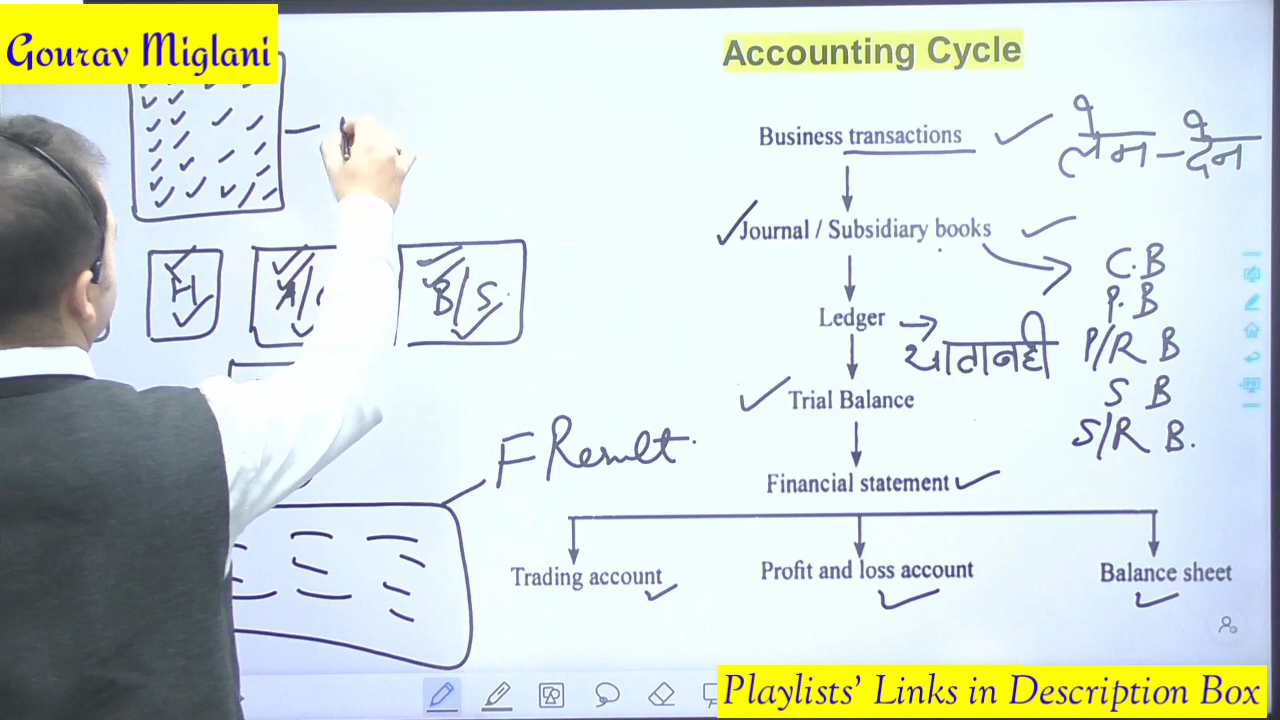 Gourav Miglani
Accounting Cycle
Business transactions
लेन-देन
Journal / Subsidiary books
C.B
P.B
P/R B
S B
S/R B.
Ledger
Trial Balance
H
B/S.
F Result.
Financial statement
Trading account
Profit and loss account
Balance sheet
Playlists' Links in Description Box